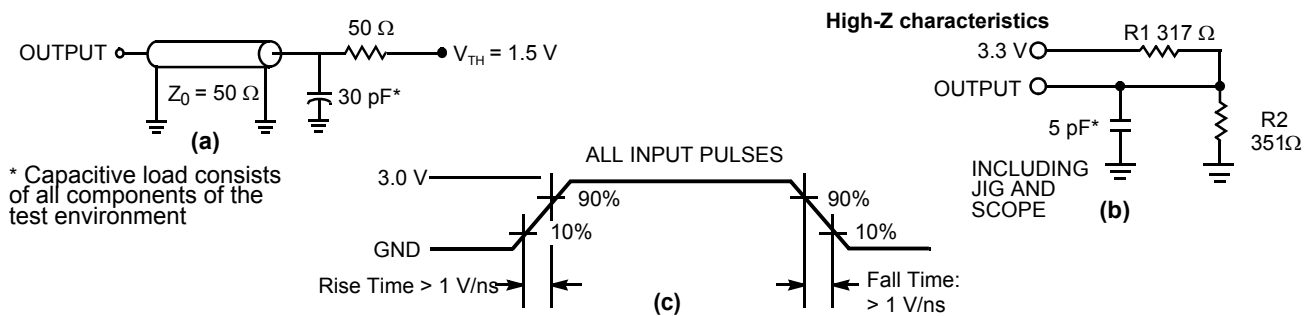 OUTPUT
50 Ω
V_TH = 1.5 V
Z_0 = 50 Ω
30 pF*
(a)
* Capacitive load consists
of all components of the
test environment
High-Z characteristics
3.3 V
R1 317 Ω
OUTPUT
5 pF*
R2
351Ω
INCLUDING
JIG AND
SCOPE
(b)
ALL INPUT PULSES
3.0 V
90%
10%
GND
90%
10%
Rise Time > 1 V/ns
Fall Time:
> 1 V/ns
(c)